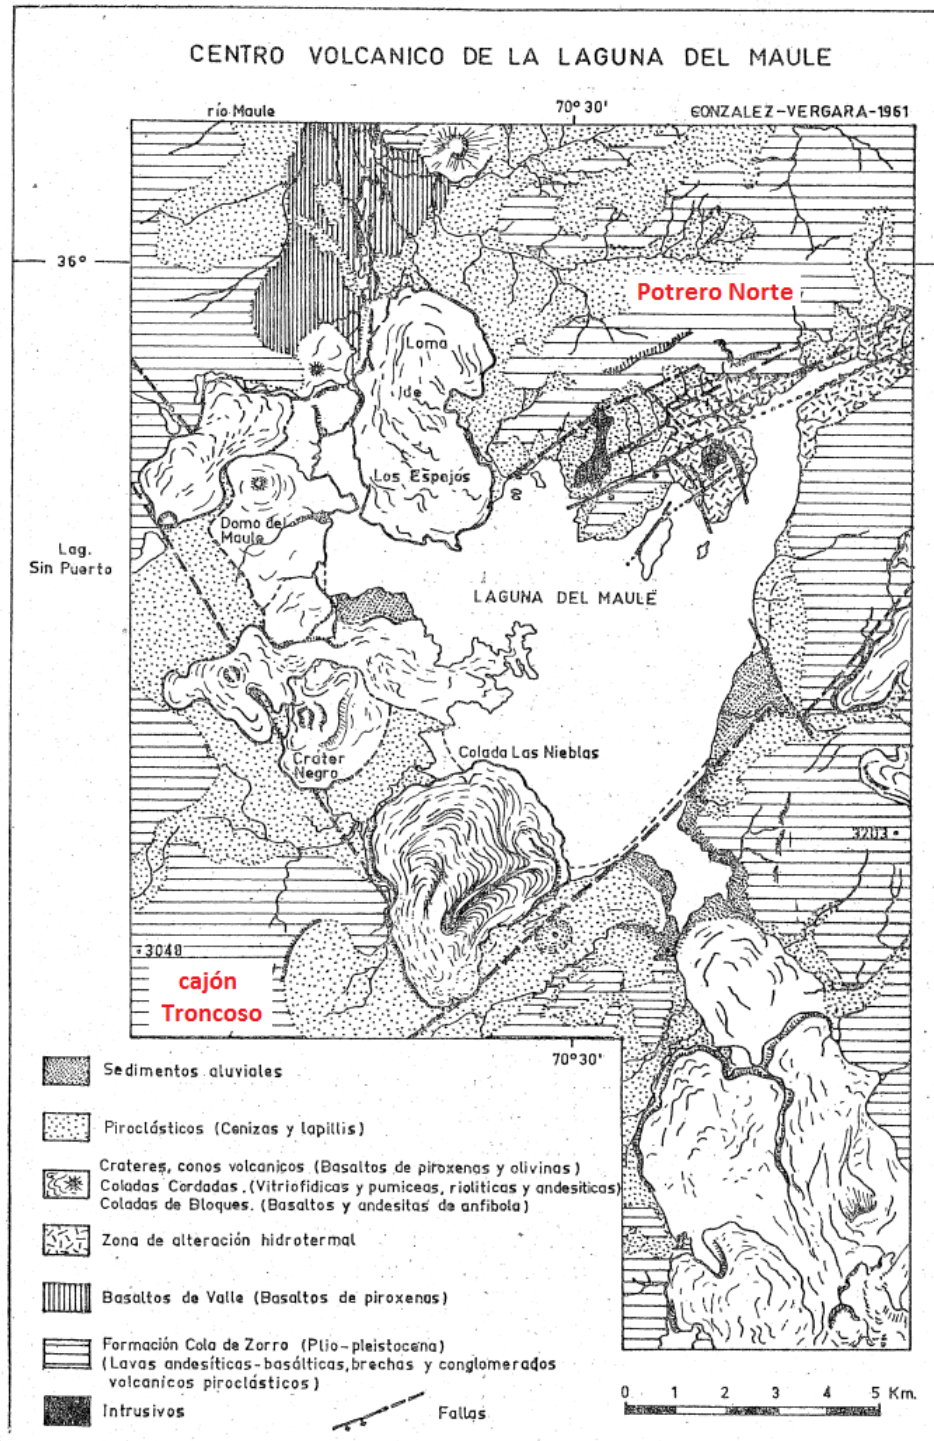 CENTRO VOLCANICO DE LA LAGUNA DEL MAULE
río Maule
70° 30'
GONZALEZ-VERGARA-1961
36°
Potrero Norte
Loma
de
Los Espejos
Domo del
Maule
Lag.
Sin Puerto
LAGUNA DEL MAULE
Colada Las Nieblas
Crater
Negro
3203
3048
cajón
Troncoso
70°30'
Sedimentos aluviales
Piroclásticos (Cenizas y lapillis)
Crateres, conos volcanicos (Basaltos de piroxenas y olivinas)
Coladas Cordadas. (Vitriofidicas y pumiceas, rioliticas y andesiticas)
Coladas de Bloques. (Basaltos y andesitas de anfibola)
Zona de alteración hidrotermal
Basaltos de Valle (Basaltos de piroxenas)
Formación Cola de Zorro (Plio-pleistocena)
(Lavas andesíticas-basálticas, brechas y conglomerados
volcanicos piroclásticos)
Intrusivos
Fallas
0 1 2 3 4 5 Km.